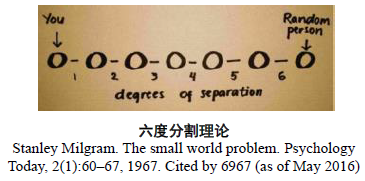 You
Random
person
O-O-O-O-O-O-O
1 2 3 4 5 6
degrees of separation
六度分割理论
Stanley Milgram. The small world problem. Psychology
Today, 2(1):60–67, 1967. Cited by 6967 (as of May 2016)